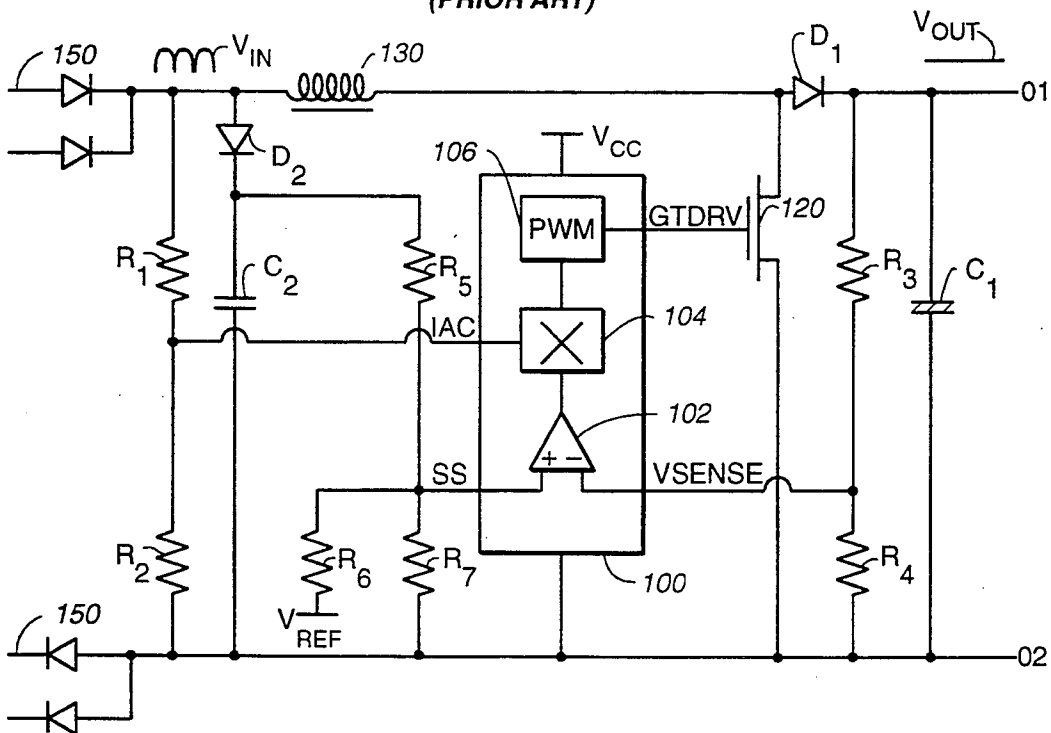 (PRIOR ART)
150
V_IN
130
D_1
V_OUT
01
D_2
106
V_CC
PWM
GTDRV
120
R_1
C_2
R_5
R_3
C_1
IAC
104
102
+ −
SS
VSENSE
R_2
R_6
R_7
R_4
100
V_REF
150
02